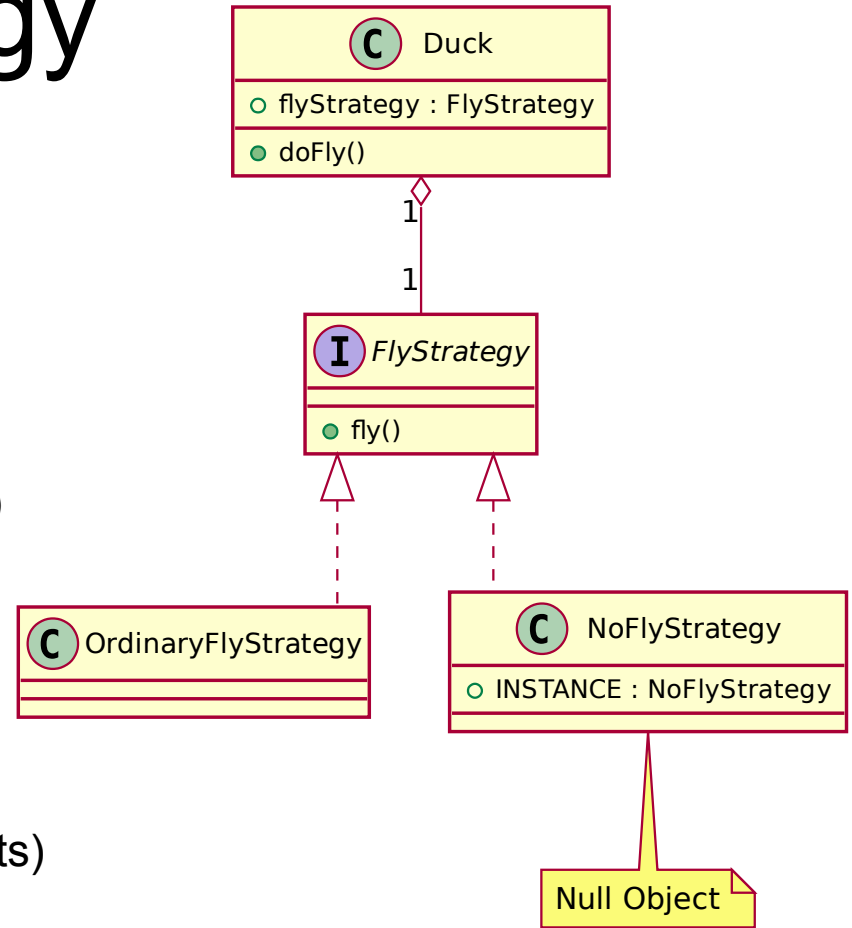 gy
C Duck
flyStrategy : FlyStrategy
doFly()
1
1
I FlyStrategy
fly()
)
C OrdinaryFlyStrategy
C NoFlyStrategy
INSTANCE : NoFlyStrategy
ts)
Null Object